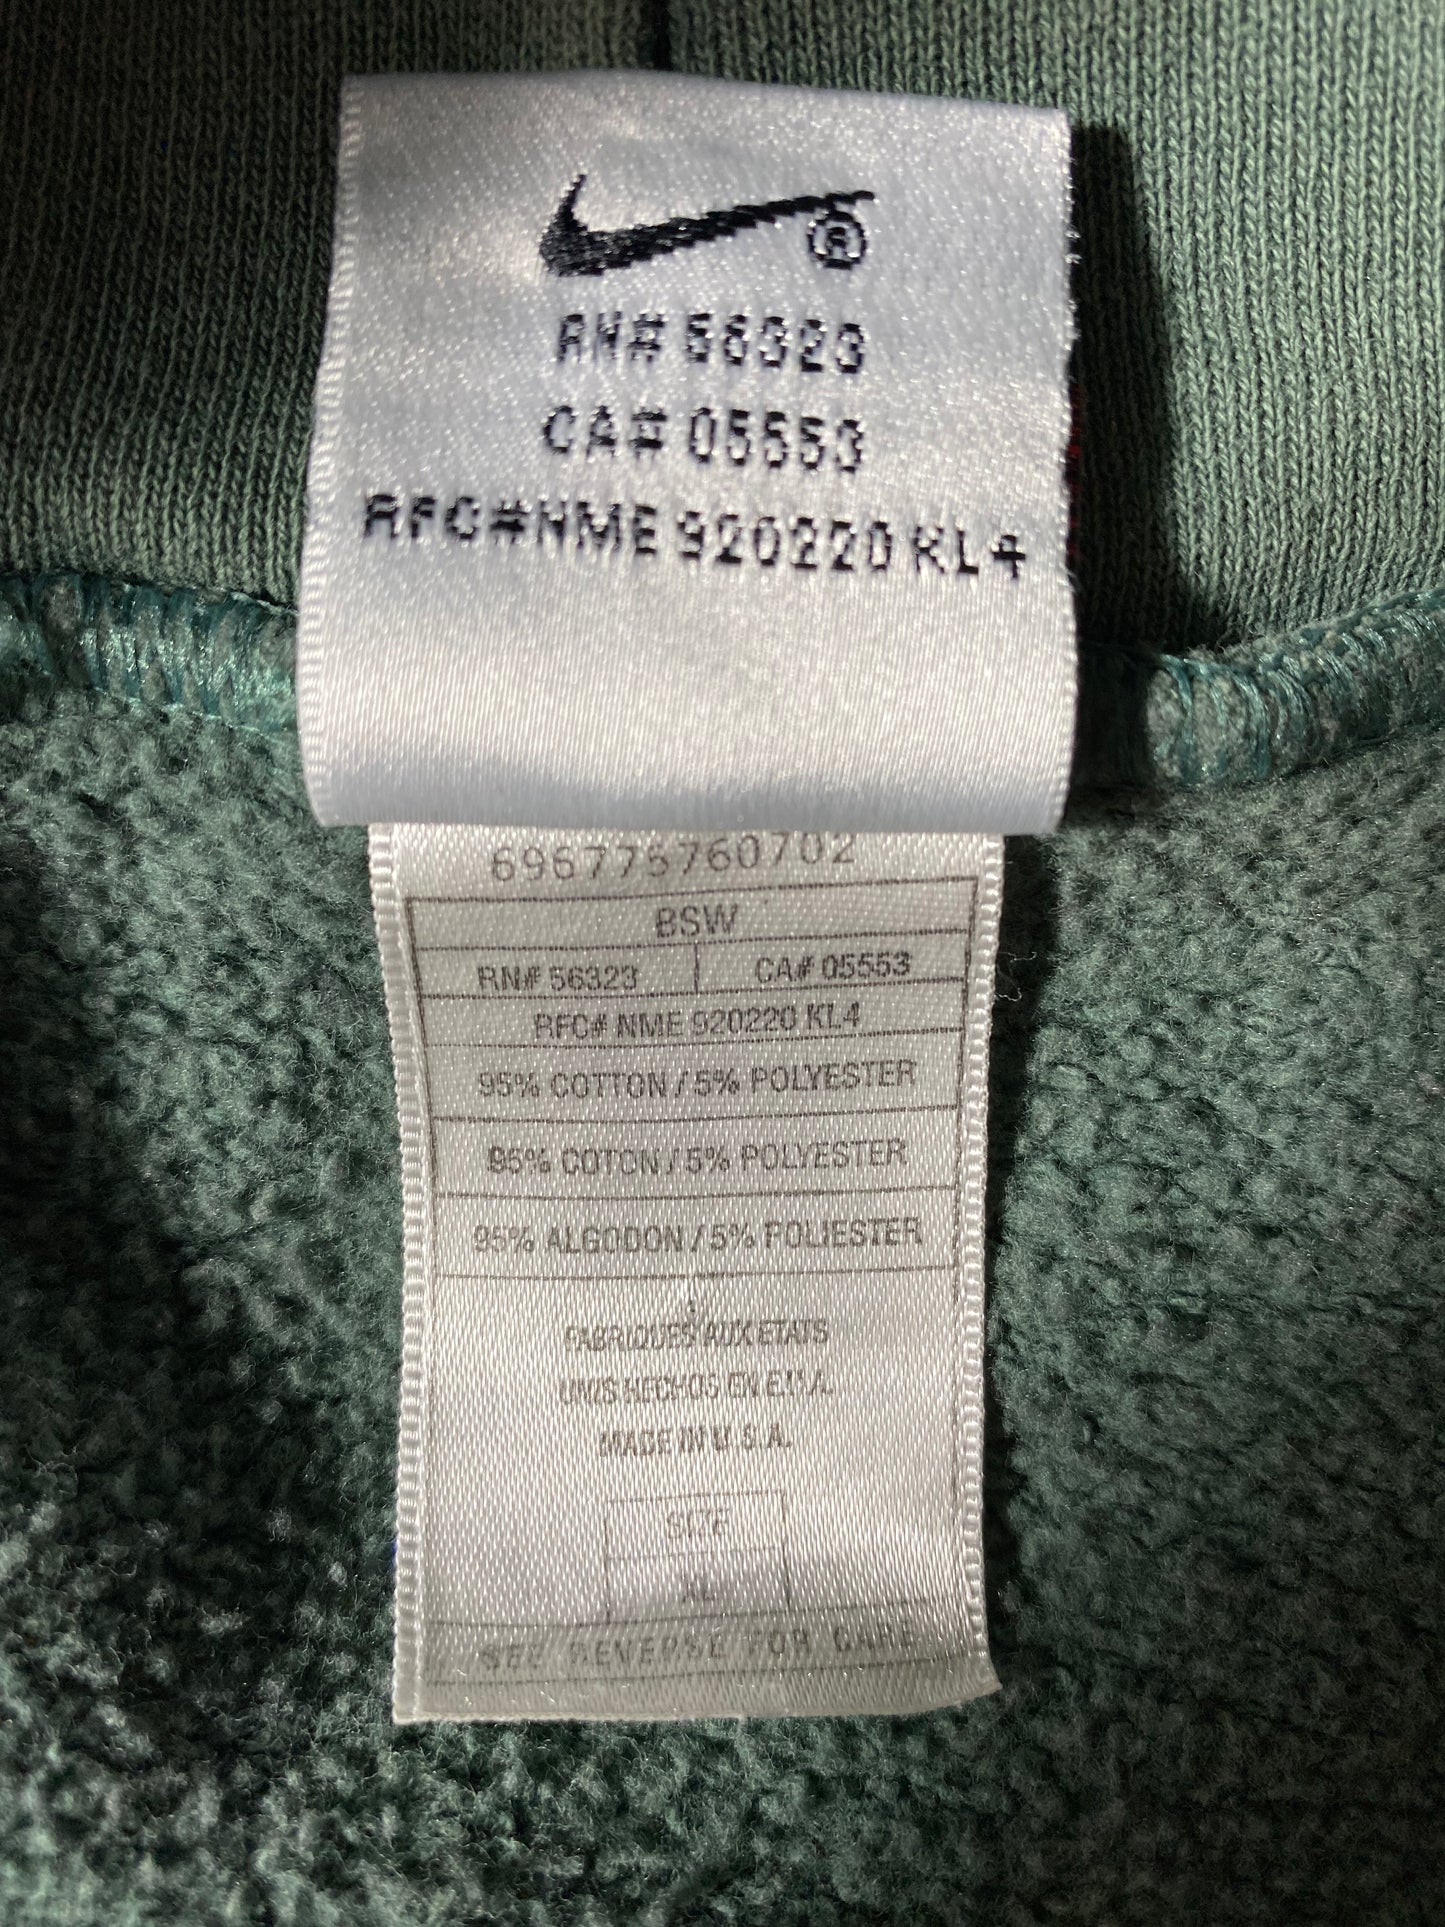 ®
RN# 56323
CA# 05553
RFC#NME 920220 KL4
696775760702
BSW
RN# 56323 CA# 05553
RFC# NME 920220 KL4
95% COTTON / 5% POLYESTER
95% COTON / 5% POLYESTER
95% ALGODON / 5% POLIESTER
FABRIQUES AUX ETATS
UNIS HECHOS EN E.U.A.
MADE IN U.S.A.
SIZE
XL
SEE REVERSE FOR CARE